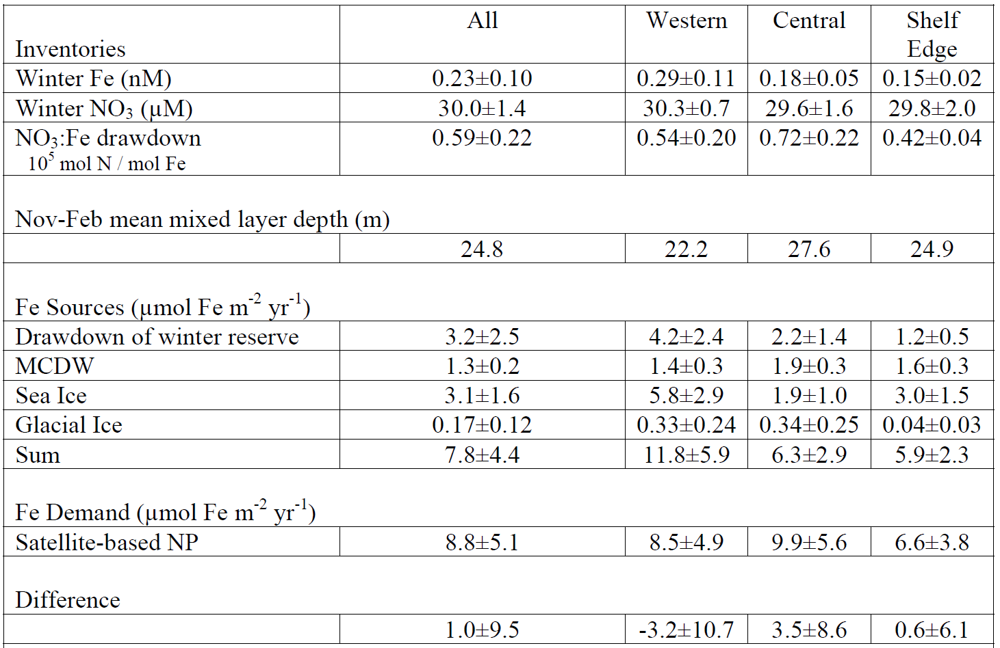 Inventories All Western Central Shelf Edge
Winter Fe (nM) 0.23±0.10 0.29±0.11 0.18±0.05 0.15±0.02
Winter NO₃ (µM) 30.0±1.4 30.3±0.7 29.6±1.6 29.8±2.0
NO₃:Fe drawdown 0.59±0.22 0.54±0.20 0.72±0.22 0.42±0.04
10⁵ mol N / mol Fe
Nov-Feb mean mixed layer depth (m)
24.8 22.2 27.6 24.9
Fe Sources (µmol Fe m⁻² yr⁻¹)
Drawdown of winter reserve 3.2±2.5 4.2±2.4 2.2±1.4 1.2±0.5
MCDW 1.3±0.2 1.4±0.3 1.9±0.3 1.6±0.3
Sea Ice 3.1±1.6 5.8±2.9 1.9±1.0 3.0±1.5
Glacial Ice 0.17±0.12 0.33±0.24 0.34±0.25 0.04±0.03
Sum 7.8±4.4 11.8±5.9 6.3±2.9 5.9±2.3
Fe Demand (µmol Fe m⁻² yr⁻¹)
Satellite-based NP 8.8±5.1 8.5±4.9 9.9±5.6 6.6±3.8
Difference
1.0±9.5 -3.2±10.7 3.5±8.6 0.6±6.1